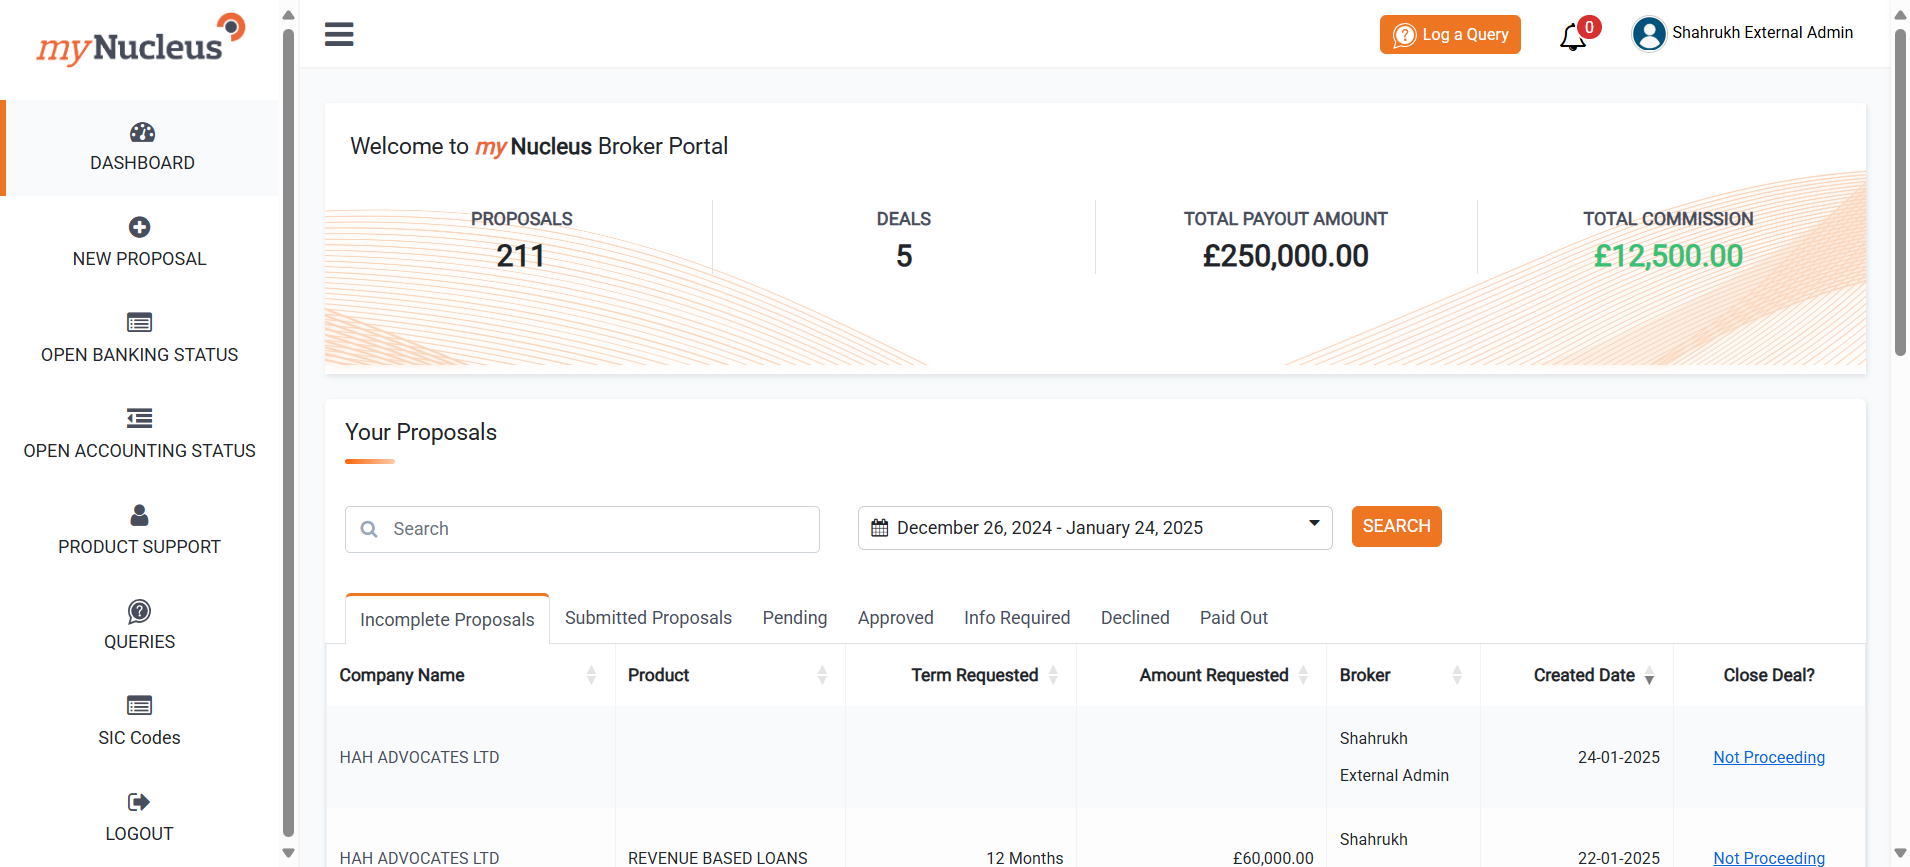 myNucleus
DASHBOARD
NEW PROPOSAL
OPEN BANKING STATUS
OPEN ACCOUNTING STATUS
PRODUCT SUPPORT
QUERIES
SIC Codes
LOGOUT
Log a Query
0
Shahrukh External Admin
Welcome to my Nucleus Broker Portal
PROPOSALS
211
DEALS
5
TOTAL PAYOUT AMOUNT
£250,000.00
TOTAL COMMISSION
£12,500.00
Your Proposals
Search
December 26, 2024 - January 24, 2025
SEARCH
Incomplete Proposals Submitted Proposals Pending Approved Info Required Declined Paid Out
Company Name Product Term Requested Amount Requested Broker Created Date Close Deal?
HAH ADVOCATES LTD Shahrukh
External Admin 24-01-2025 Not Proceeding
HAH ADVOCATES LTD REVENUE BASED LOANS 12 Months £60,000.00 Shahrukh 22-01-2025 Not Proceeding